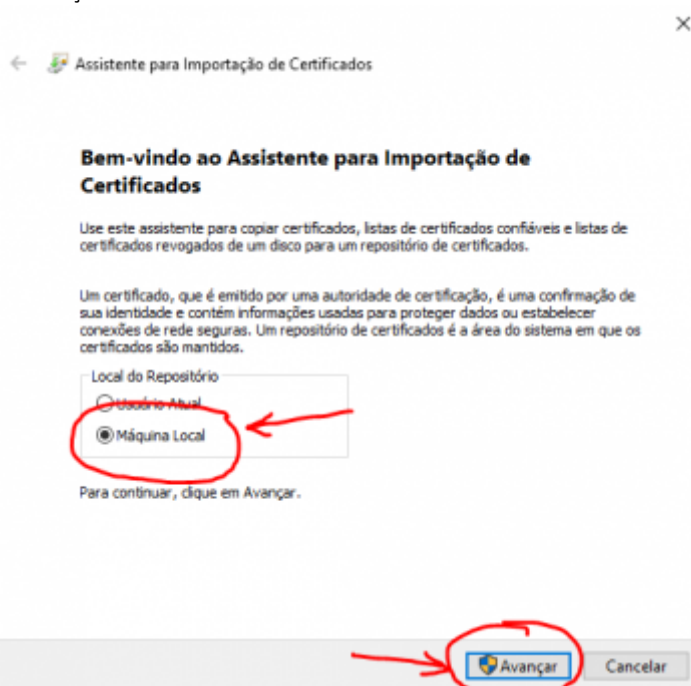 Assistente para Importação de Certificados
Bem-vindo ao Assistente para Importação de
Certificados
Use este assistente para copiar certificados, listas de certificados confiáveis e listas de
certificados revogados de um disco para um repositório de certificados.
Um certificado, que é emitido por uma autoridade de certificação, é uma confirmação de
sua identidade e contém informações usadas para proteger dados ou estabelecer
conexões de rede seguras. Um repositório de certificados é a área do sistema em que os
certificados são mantidos.
Local do Repositório
Usuário Atual
Máquina Local
Para continuar, clique em Avançar.
Avançar
Cancelar